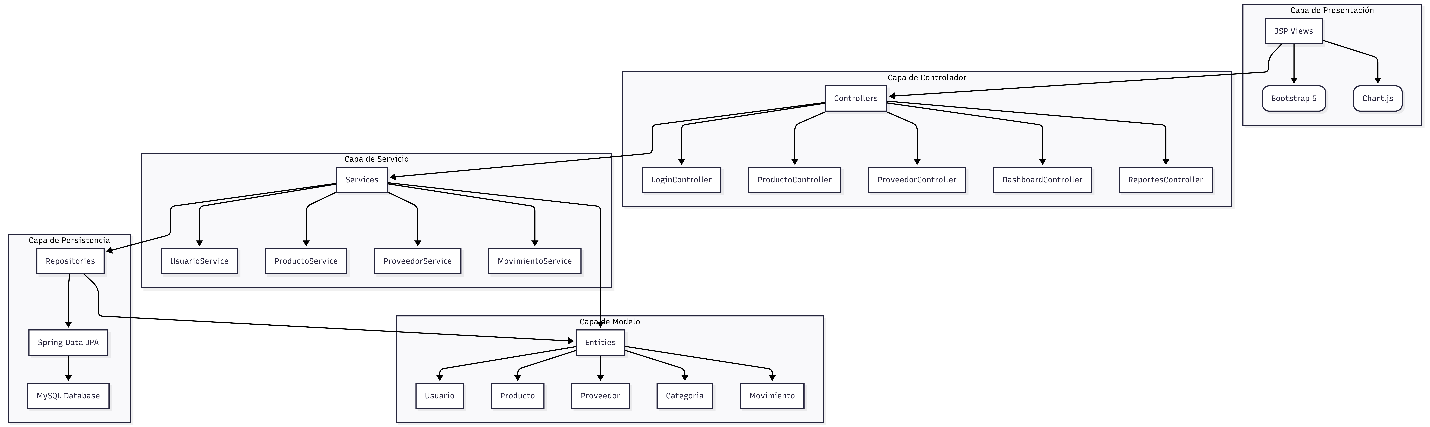 Capa de Presentación
JSP Views
Bootstrap 5
Chart.js
Capa de Controlador
Controllers
LoginController
ProductoController
ProveedorController
DashboardController
ReportesController
Capa de Servicio
Services
UsuarioService
ProductoService
ProveedorService
MovimientoService
Capa de Persistencia
Repositories
Spring Data JPA
MySQL Database
Capa de Modelo
Entities
Usuario
Producto
Proveedor
Categoria
Movimiento